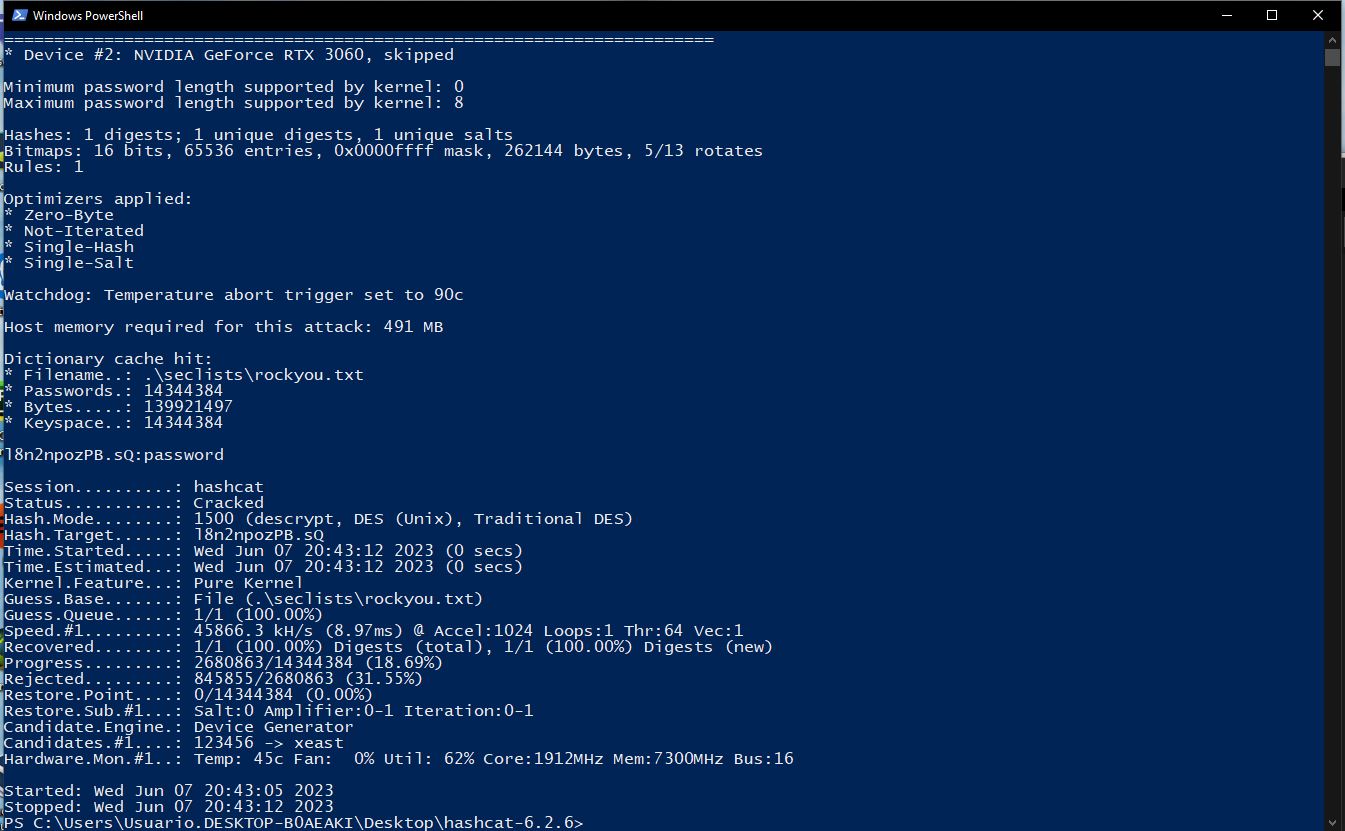 Windows PowerShell
=======================================================================
* Device #2: NVIDIA GeForce RTX 3060, skipped
Minimum password length supported by kernel: 0
Maximum password length supported by kernel: 8
Hashes: 1 digests; 1 unique digests, 1 unique salts
Bitmaps: 16 bits, 65536 entries, 0x0000ffff mask, 262144 bytes, 5/13 rotates
Rules: 1
Optimizers applied:
* Zero-Byte
* Not-Iterated
* Single-Hash
* Single-Salt
Watchdog: Temperature abort trigger set to 90c
Host memory required for this attack: 491 MB
Dictionary cache hit:
* Filename..: .\seclists\rockyou.txt
* Passwords.: 14344384
* Bytes.....: 139921497
* Keyspace..: 14344384
l8n2npozPB.sQ:password
Session..........: hashcat
Status...........: Cracked
Hash.Mode........: 1500 (descrypt, DES (Unix), Traditional DES)
Hash.Target......: l8n2npozPB.sQ
Time.Started.....: Wed Jun 07 20:43:12 2023 (0 secs)
Time.Estimated...: Wed Jun 07 20:43:12 2023 (0 secs)
Kernel.Feature...: Pure Kernel
Guess.Base.......: File (.\seclists\rockyou.txt)
Guess.Queue......: 1/1 (100.00%)
Speed.#1.........: 45866.3 kH/s (8.97ms) @ Accel:1024 Loops:1 Thr:64 Vec:1
Recovered........: 1/1 (100.00%) Digests (total), 1/1 (100.00%) Digests (new)
Progress.........: 2680863/14344384 (18.69%)
Rejected.........: 845855/2680863 (31.55%)
Restore.Point....: 0/14344384 (0.00%)
Restore.Sub.#1...: Salt:0 Amplifier:0-1 Iteration:0-1
Candidate.Engine.: Device Generator
Candidates.#1....: 123456 -> xeast
Hardware.Mon.#1..: Temp: 45c Fan:  0% Util: 62% Core:1912MHz Mem:7300MHz Bus:16
Started: Wed Jun 07 20:43:05 2023
Stopped: Wed Jun 07 20:43:12 2023
PS C:\Users\Usuario.DESKTOP-B0AEAKI\Desktop\hashcat-6.2.6>